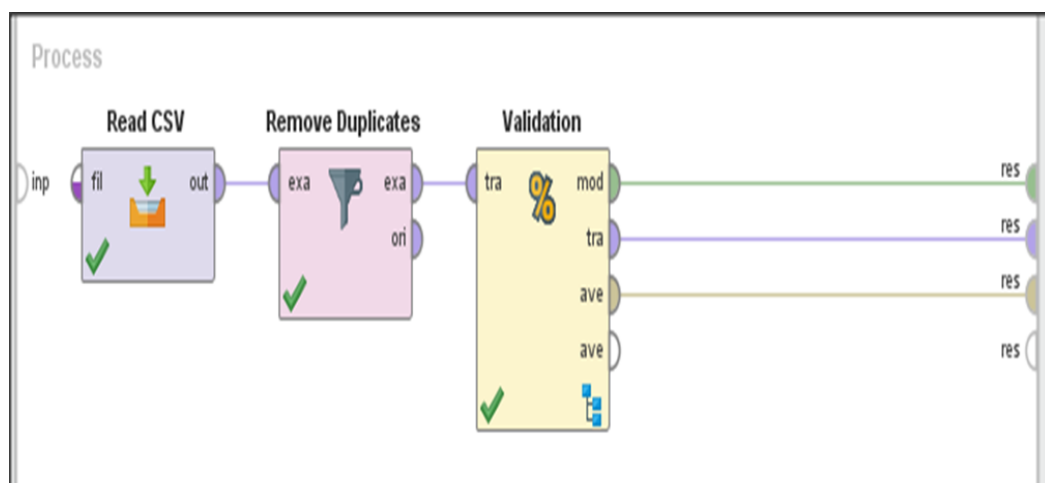 Process
Read CSV
Remove Duplicates
Validation
inp
fil
out
exa
exa
ori
tra
%
mod
tra
ave
ave
res
res
res
res